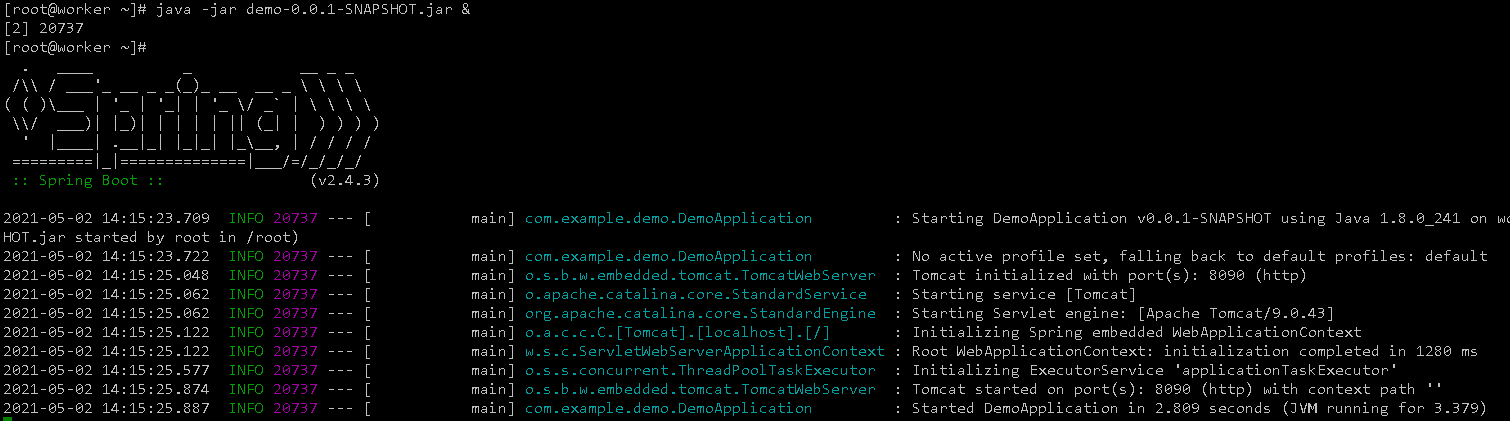 [root@worker ~]# java -jar demo-0.0.1-SNAPSHOT.jar &
[2] 20737
[root@worker ~]#
  .   ____          _            __ _ _
 /\\ / ___'_ __ _ _(_)_ __  __ _ \ \ \ \
( ( )\___ | '_ | '_| | '_ \/ _` | \ \ \ \
 \\/  ___)| |_)| | | | | || (_| |  ) ) ) )
  '  |____| .__|_| |_|_| |_\__, | / / / /
 =========|_|==============|___/=/_/_/_/
 :: Spring Boot ::                (v2.4.3)
2021-05-02 14:15:23.709  INFO 20737 --- [           main] com.example.demo.DemoApplication         : Starting DemoApplication v0.0.1-SNAPSHOT using Java 1.8.0_241 on wo
HOT.jar started by root in /root)
2021-05-02 14:15:23.722  INFO 20737 --- [           main] com.example.demo.DemoApplication         : No active profile set, falling back to default profiles: default
2021-05-02 14:15:25.048  INFO 20737 --- [           main] o.s.b.w.embedded.tomcat.TomcatWebServer  : Tomcat initialized with port(s): 8090 (http)
2021-05-02 14:15:25.062  INFO 20737 --- [           main] o.apache.catalina.core.StandardService   : Starting service [Tomcat]
2021-05-02 14:15:25.062  INFO 20737 --- [           main] org.apache.catalina.core.StandardEngine  : Starting Servlet engine: [Apache Tomcat/9.0.43]
2021-05-02 14:15:25.122  INFO 20737 --- [           main] o.a.c.c.C.[Tomcat].[localhost].[/]       : Initializing Spring embedded WebApplicationContext
2021-05-02 14:15:25.122  INFO 20737 --- [           main] w.s.c.ServletWebServerApplicationContext : Root WebApplicationContext: initialization completed in 1280 ms
2021-05-02 14:15:25.577  INFO 20737 --- [           main] o.s.s.concurrent.ThreadPoolTaskExecutor  : Initializing ExecutorService 'applicationTaskExecutor'
2021-05-02 14:15:25.874  INFO 20737 --- [           main] o.s.b.w.embedded.tomcat.TomcatWebServer  : Tomcat started on port(s): 8090 (http) with context path ''
2021-05-02 14:15:25.887  INFO 20737 --- [           main] com.example.demo.DemoApplication         : Started DemoApplication in 2.809 seconds (JVM running for 3.379)